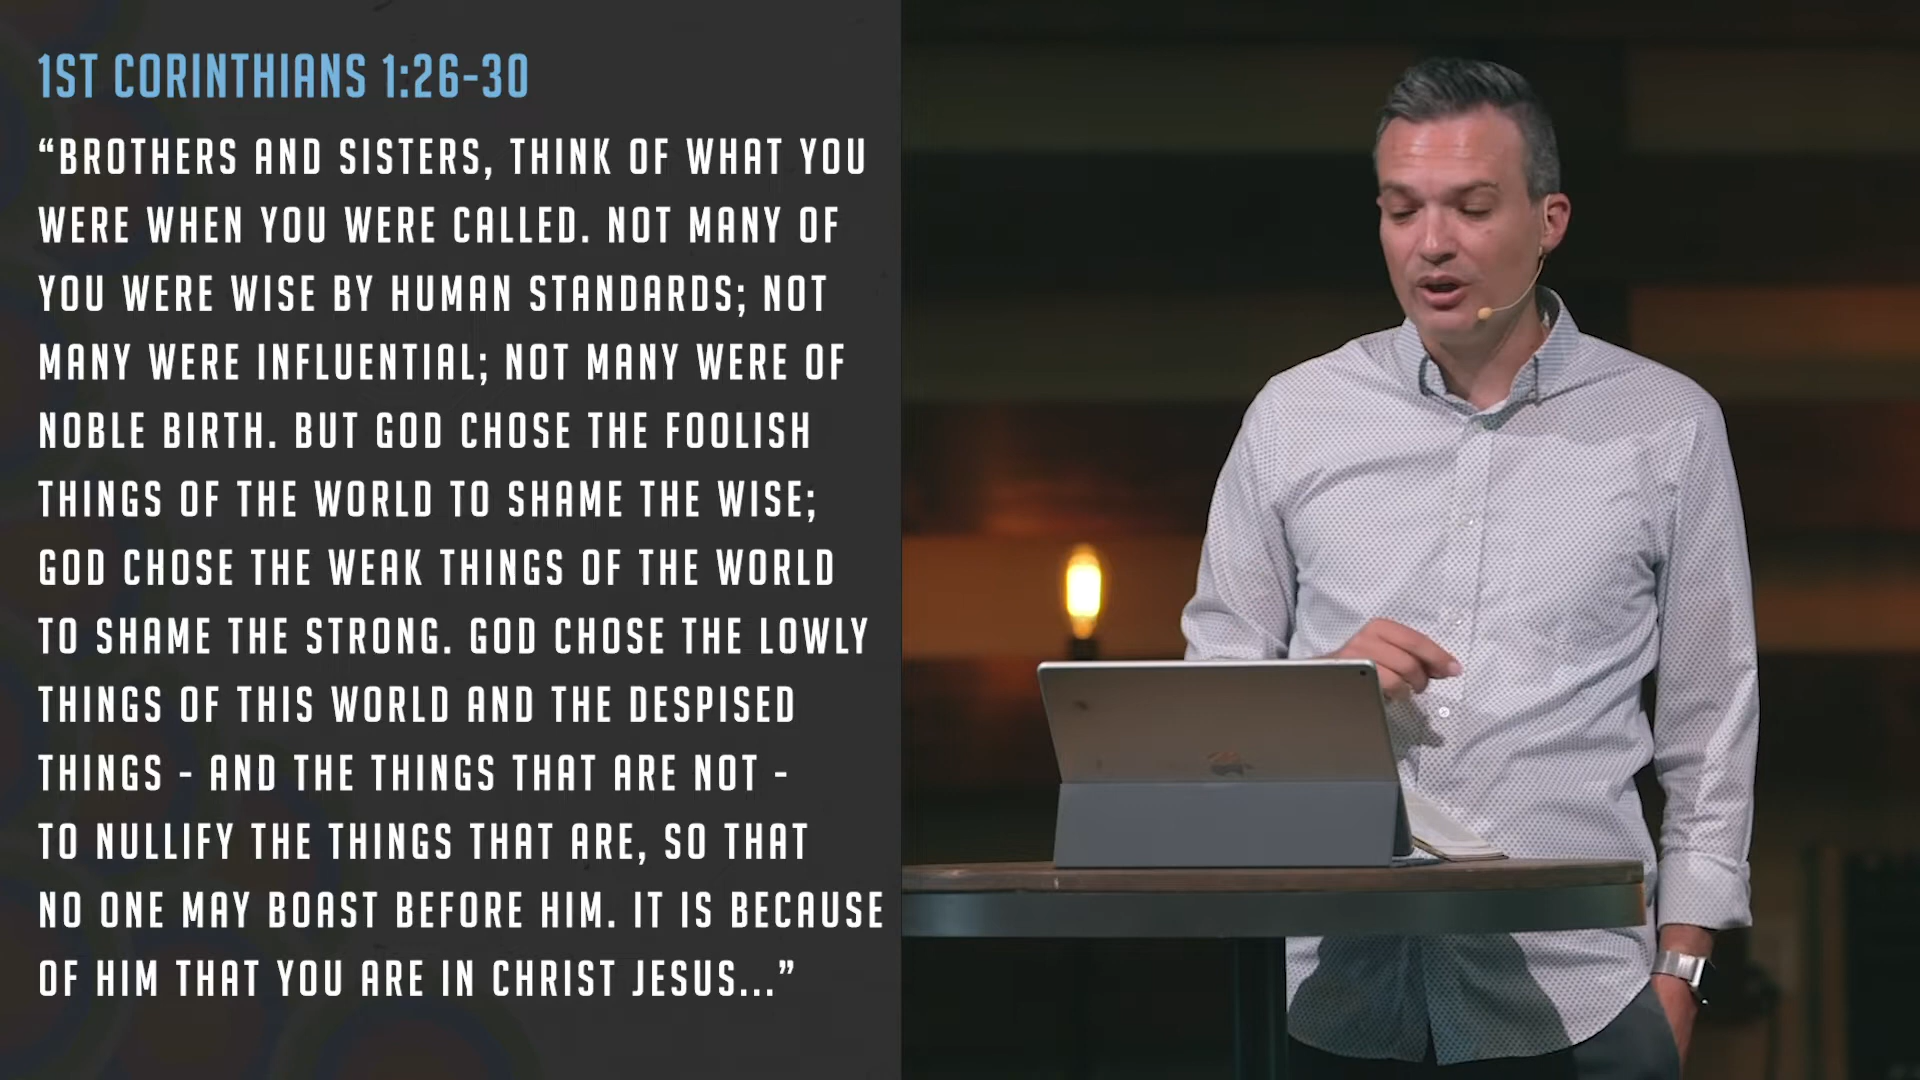 1ST CORINTHIANS 1:26-30
“BROTHERS AND SISTERS, THINK OF WHAT YOU
WERE WHEN YOU WERE CALLED. NOT MANY OF
YOU WERE WISE BY HUMAN STANDARDS; NOT
MANY WERE INFLUENTIAL; NOT MANY WERE OF
NOBLE BIRTH. BUT GOD CHOSE THE FOOLISH
THINGS OF THE WORLD TO SHAME THE WISE;
GOD CHOSE THE WEAK THINGS OF THE WORLD
TO SHAME THE STRONG. GOD CHOSE THE LOWLY
THINGS OF THIS WORLD AND THE DESPISED
THINGS - AND THE THINGS THAT ARE NOT -
TO NULLIFY THE THINGS THAT ARE, SO THAT
NO ONE MAY BOAST BEFORE HIM. IT IS BECAUSE
OF HIM THAT YOU ARE IN CHRIST JESUS...”